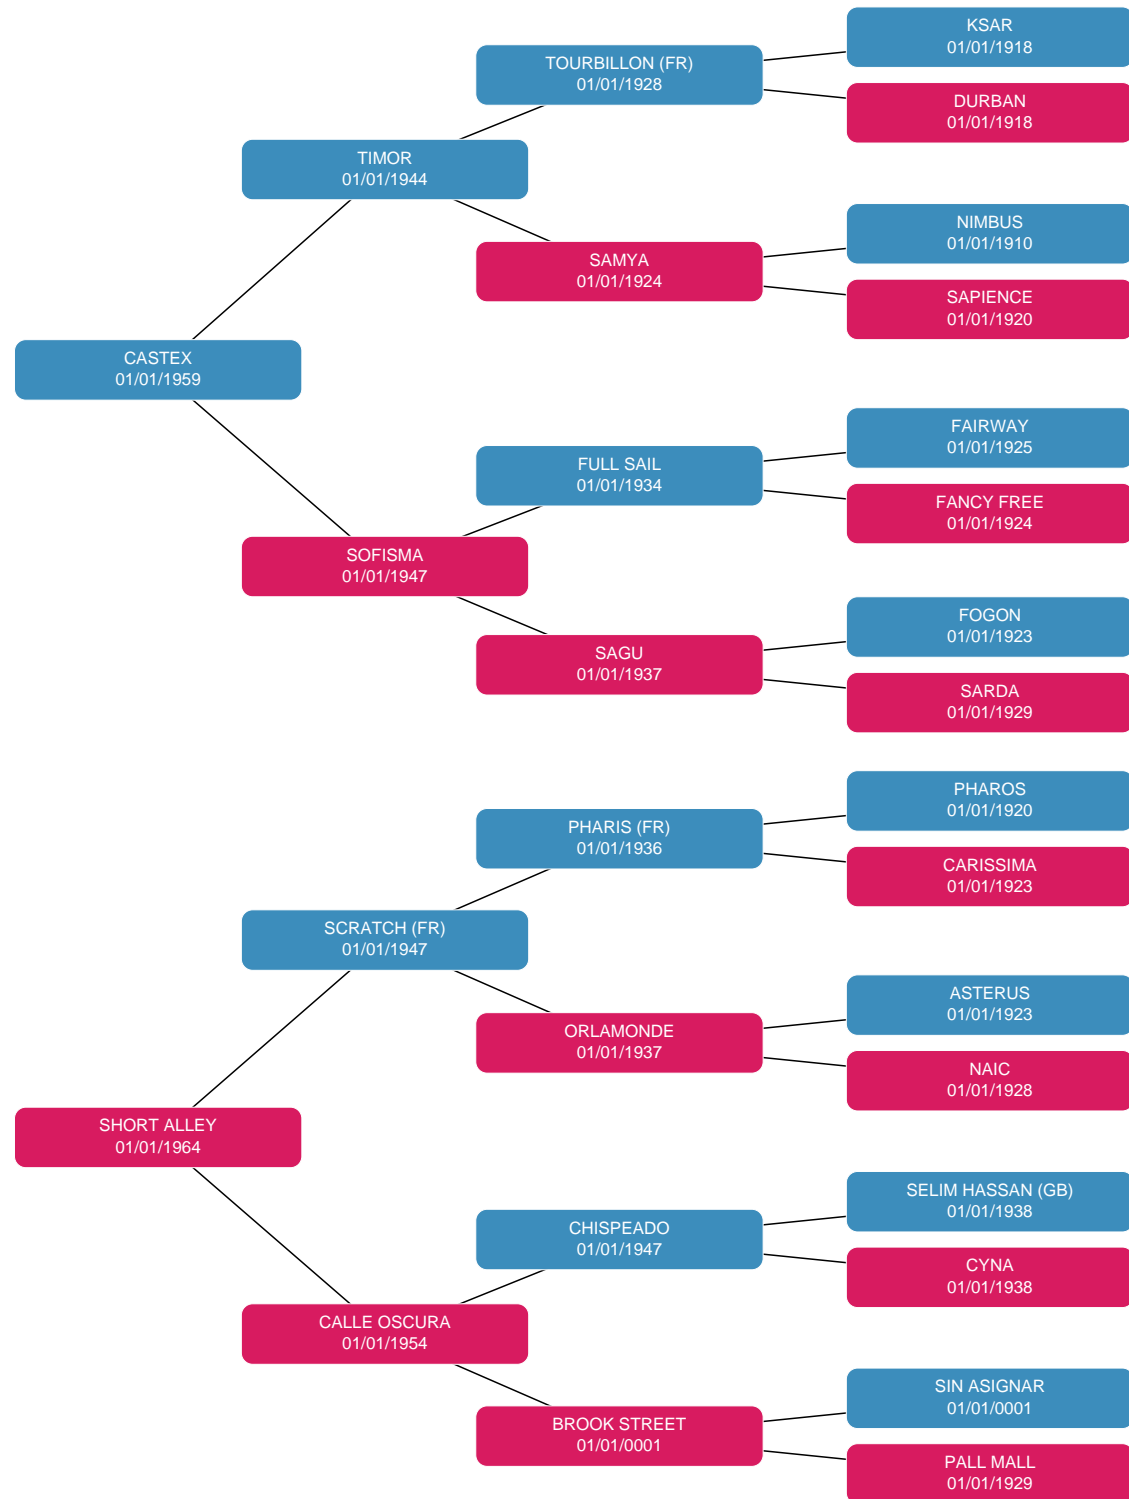 KSAR
01/01/1918
TOURBILLON (FR)
01/01/1928
DURBAN
01/01/1918
TIMOR
01/01/1944
NIMBUS
01/01/1910
SAMYA
01/01/1924
SAPIENCE
01/01/1920
CASTEX
01/01/1959
FAIRWAY
01/01/1925
FULL SAIL
01/01/1934
FANCY FREE
01/01/1924
SOFISMA
01/01/1947
FOGON
01/01/1923
SAGU
01/01/1937
SARDA
01/01/1929
PHAROS
01/01/1920
PHARIS (FR)
01/01/1936
CARISSIMA
01/01/1923
SCRATCH (FR)
01/01/1947
ASTERUS
01/01/1923
ORLAMONDE
01/01/1937
NAIC
01/01/1928
SHORT ALLEY
01/01/1964
SELIM HASSAN (GB)
01/01/1938
CHISPEADO
01/01/1947
CYNA
01/01/1938
CALLE OSCURA
01/01/1954
SIN ASIGNAR
01/01/0001
BROOK STREET
01/01/0001
PALL MALL
01/01/1929